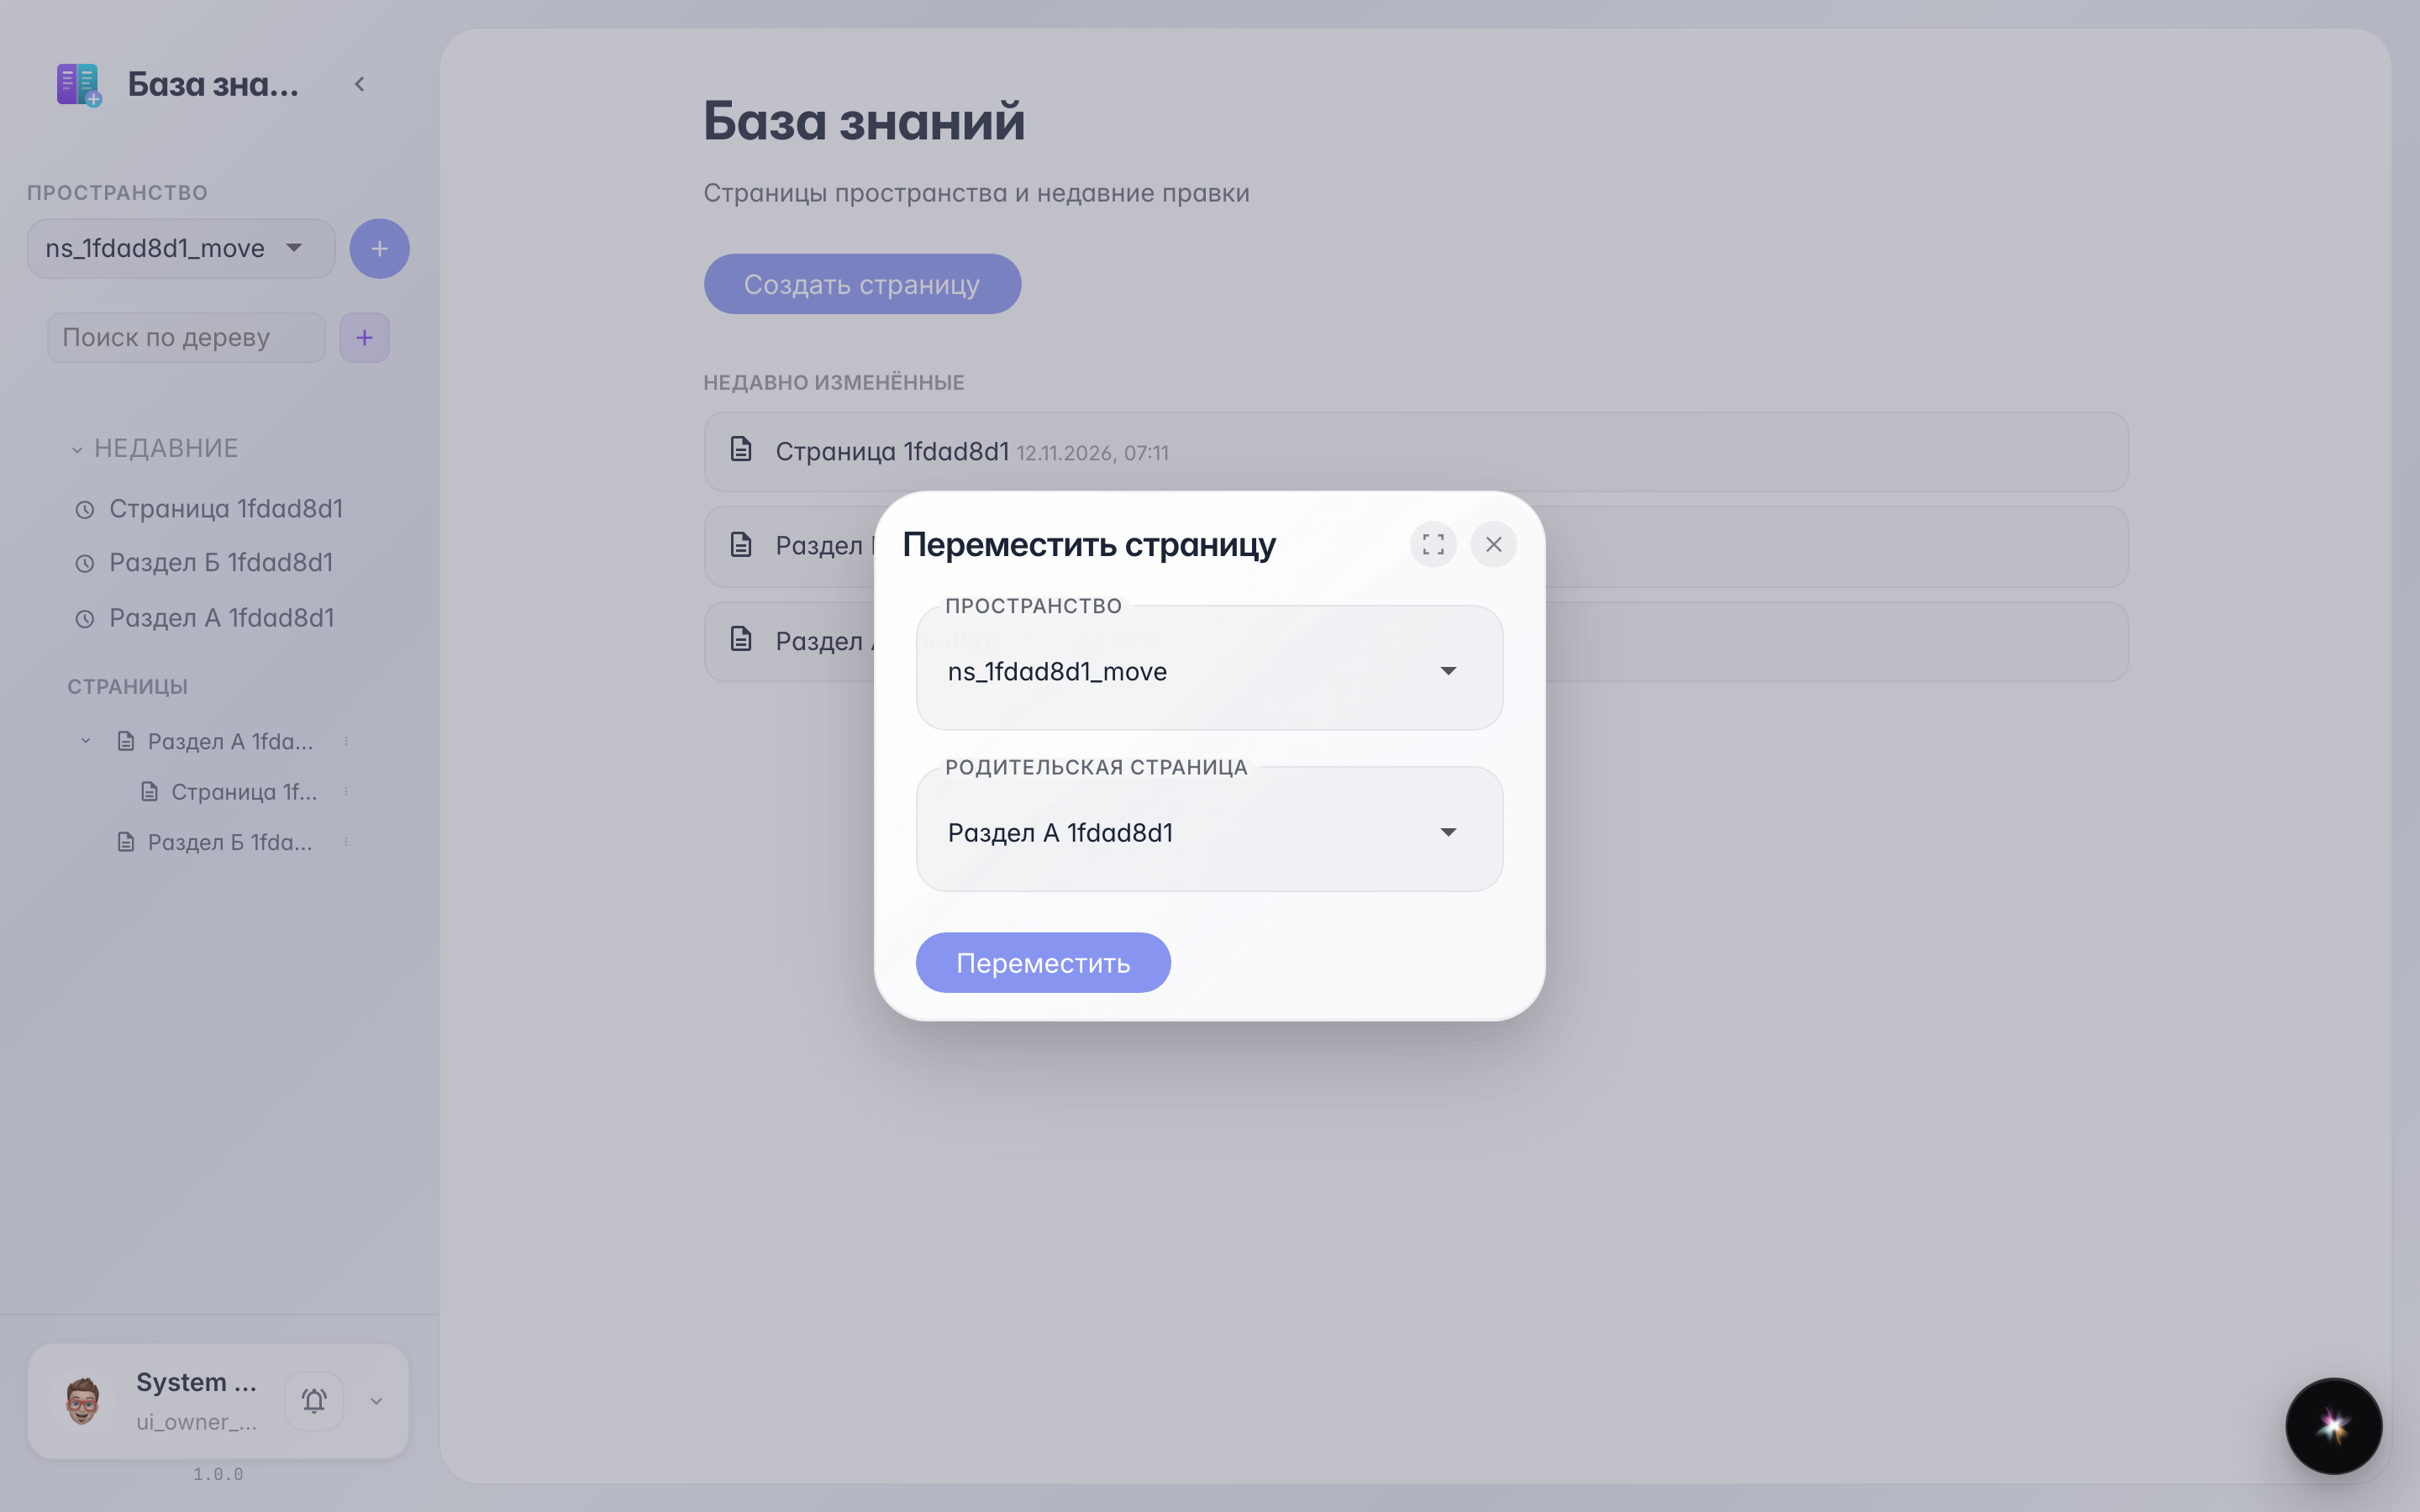 База зна...
ПРОСТРАНСТВО
ns_1fdad8d1_move
Поиск по дереву
НЕДАВНИЕ
Страница 1fdad8d1
Раздел Б 1fdad8d1
Раздел А 1fdad8d1
СТРАНИЦЫ
Раздел А 1fda...
Страница 1f...
Раздел Б 1fda...
System ...
ui_owner_...
1.0.0
База знаний
Страницы пространства и недавние правки
Создать страницу
НЕДАВНО ИЗМЕНЁННЫЕ
Страница 1fdad8d1 12.11.2026, 07:11
Раздел
Раздел А 1fdad8d1
Переместить страницу
ПРОСТРАНСТВО
ns_1fdad8d1_move
РОДИТЕЛЬСКАЯ СТРАНИЦА
Раздел А 1fdad8d1
Переместить